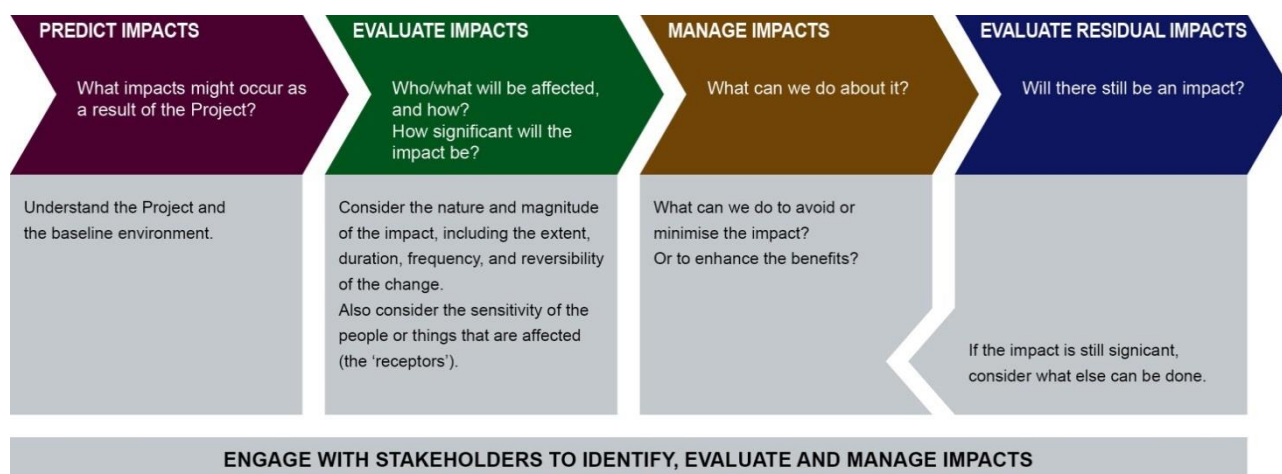 PREDICT IMPACTS
What impacts might occur as
a result of the Project?
Understand the Project and
the baseline environment.
EVALUATE IMPACTS
Who/what will be affected,
and how?
How significant will the
impact be?
Consider the nature and magnitude
of the impact, including the extent,
duration, frequency, and reversibility
of the change.
Also consider the sensitivity of the
people or things that are affected
(the ‘receptors’).
MANAGE IMPACTS
What can we do about it?
What can we do to avoid or
minimise the impact?
Or to enhance the benefits?
EVALUATE RESIDUAL IMPACTS
Will there still be an impact?
If the impact is still signicant,
consider what else can be done.
ENGAGE WITH STAKEHOLDERS TO IDENTIFY, EVALUATE AND MANAGE IMPACTS